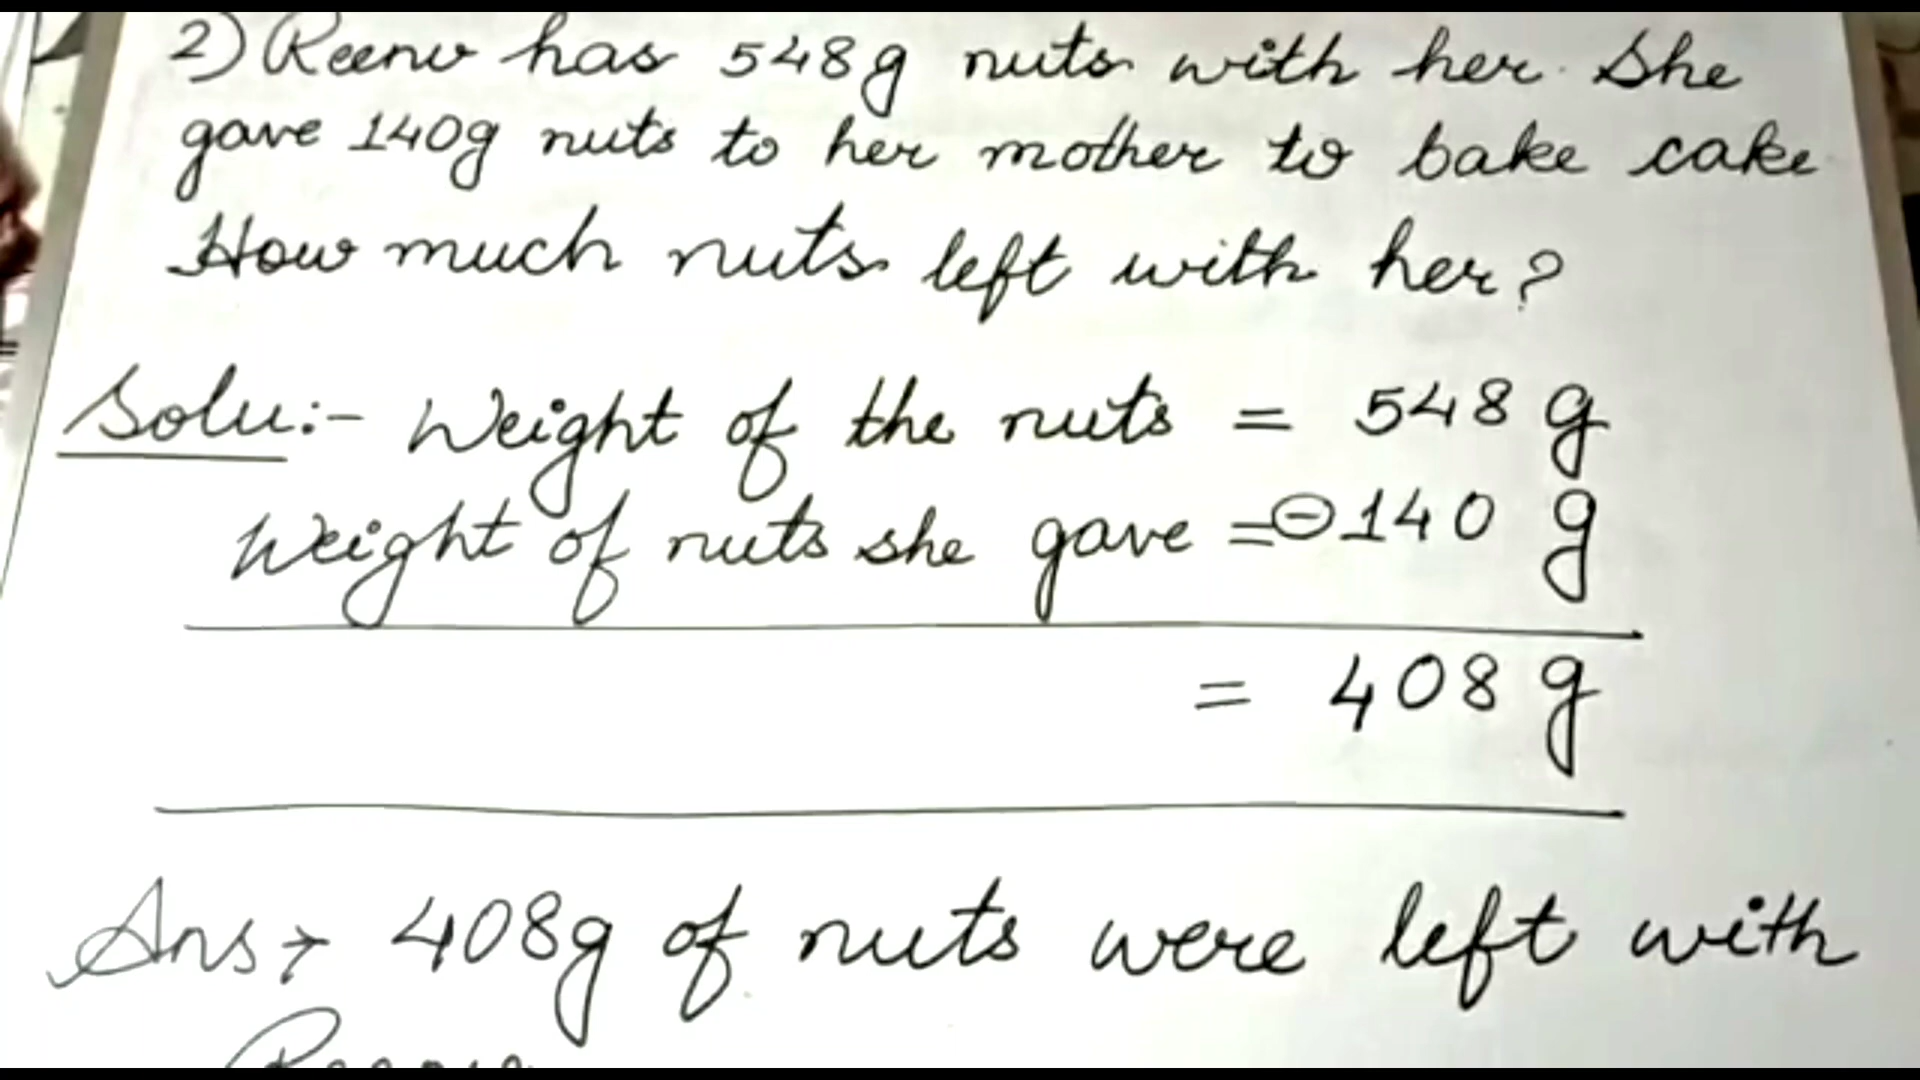 2) Reenu has 548g nuts with her. She
gave 140g nuts to her mother to bake cake
How much nuts left with her?
Solu:- Weight of the nuts = 548 g
Weight of nuts she gave = ⊖ 140 g
= 408 g
Ans → 408g of nuts were left with